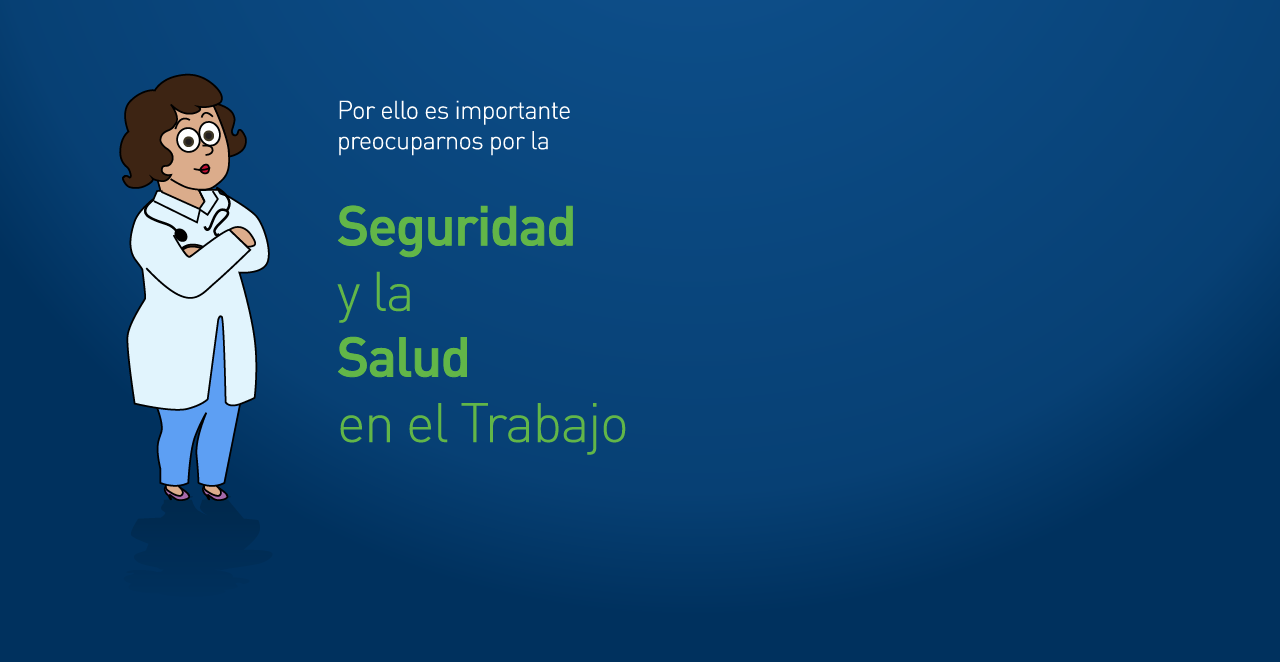 Por ello es importante
preocuparnos por la
Seguridad
y la
Salud
en el Trabajo